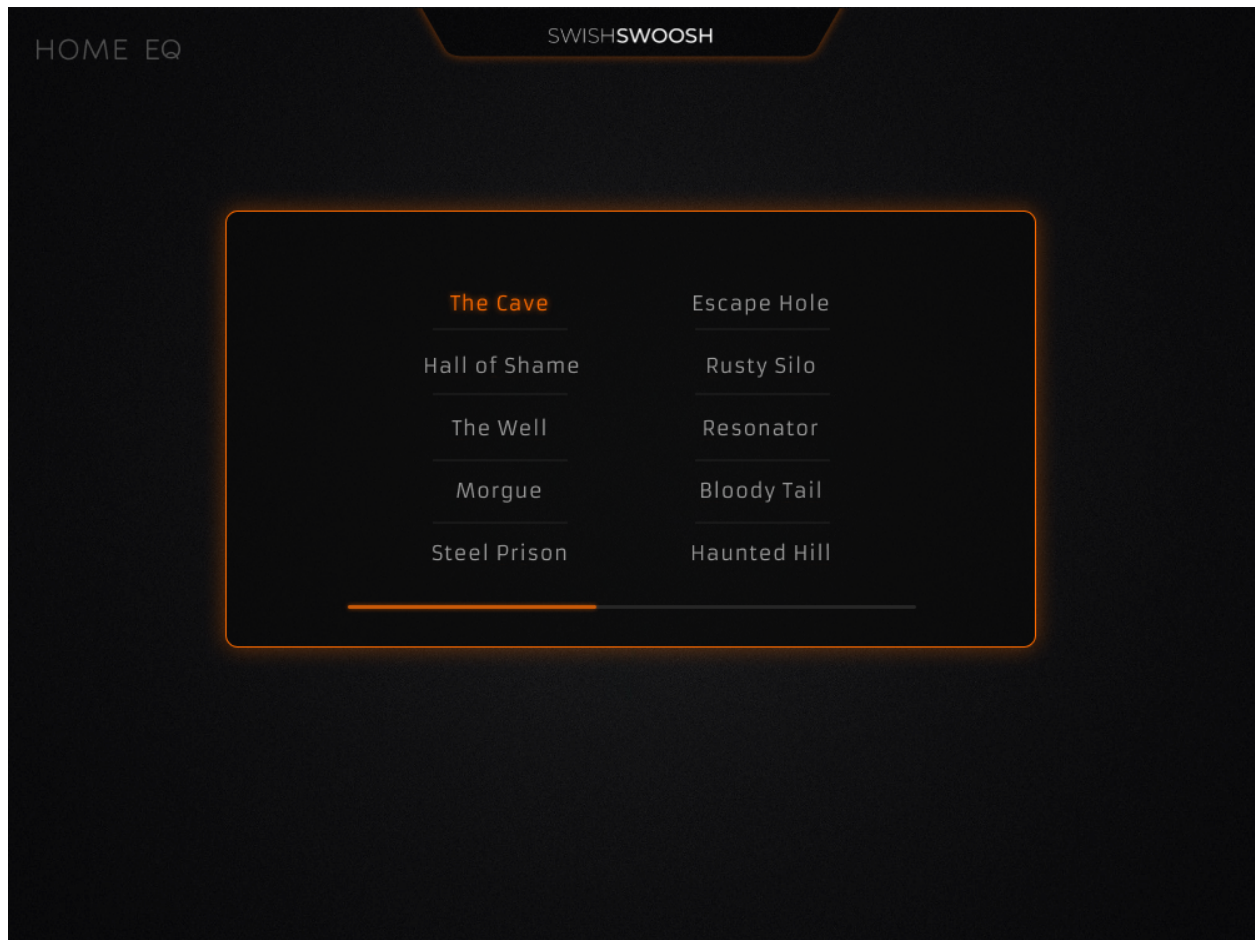 HOME EQ
SWISHSWOOSH
The Cave
Escape Hole
Hall of Shame
Rusty Silo
The Well
Resonator
Morgue
Bloody Tail
Steel Prison
Haunted Hill